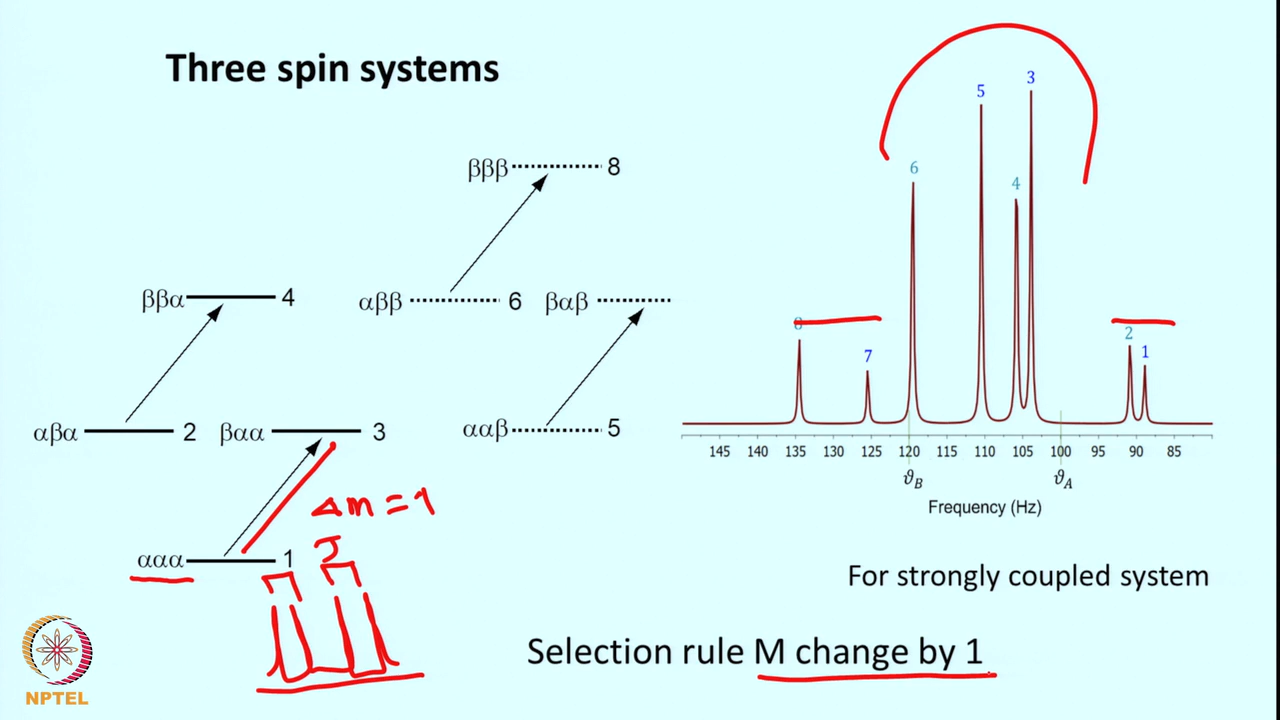 Three spin systems
βββ 8
ββα 4
αββ 6
βαβ
αβα 2
βαα 3
ααβ 5
ααα 1
Δm = 1
J
8
7
6
5
4
3
2
1
145 140 135 130 125 120 115 110 105 100 95 90 85
ϑB ϑA
Frequency (Hz)
For strongly coupled system
Selection rule M change by 1
NPTEL